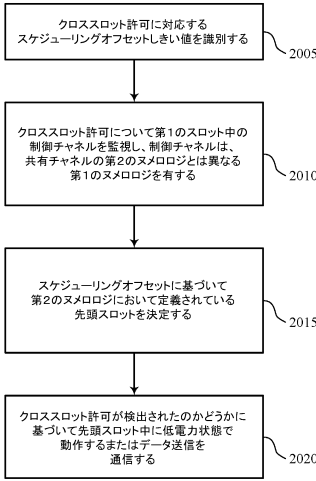 クロススロット許可に対応する
スケジューリングオフセットしきい値を識別する
2005
クロススロット許可について第1のスロット中の
制御チャネルを監視し、制御チャネルは、
共有チャネルの第2のヌメロロジとは異なる
第1のヌメロロジを有する
2010
スケジューリングオフセットに基づいて
第2のヌメロロジにおいて定義されている
先頭スロットを決定する
2015
クロススロット許可が検出されたのかどうかに
基づいて先頭スロット中に低電力状態で
動作するまたはデータ送信を
通信する
2020